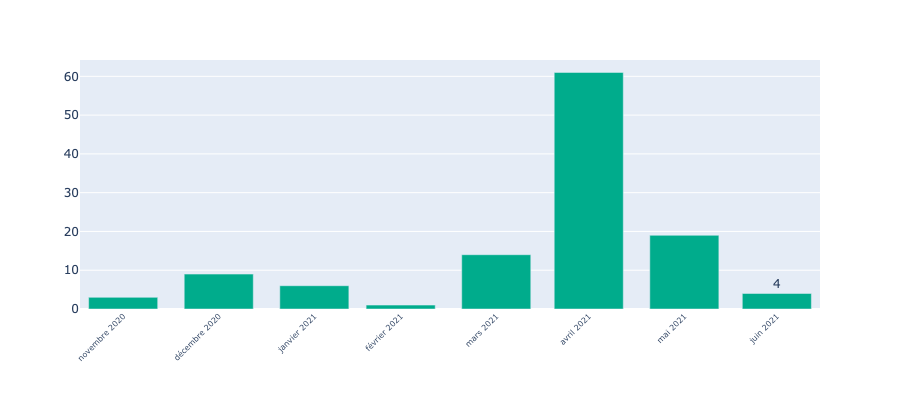 60
50
40
30
20
10
0
4
novembre 2020
décembre 2020
janvier 2021
février 2021
mars 2021
avril 2021
mai 2021
juin 2021